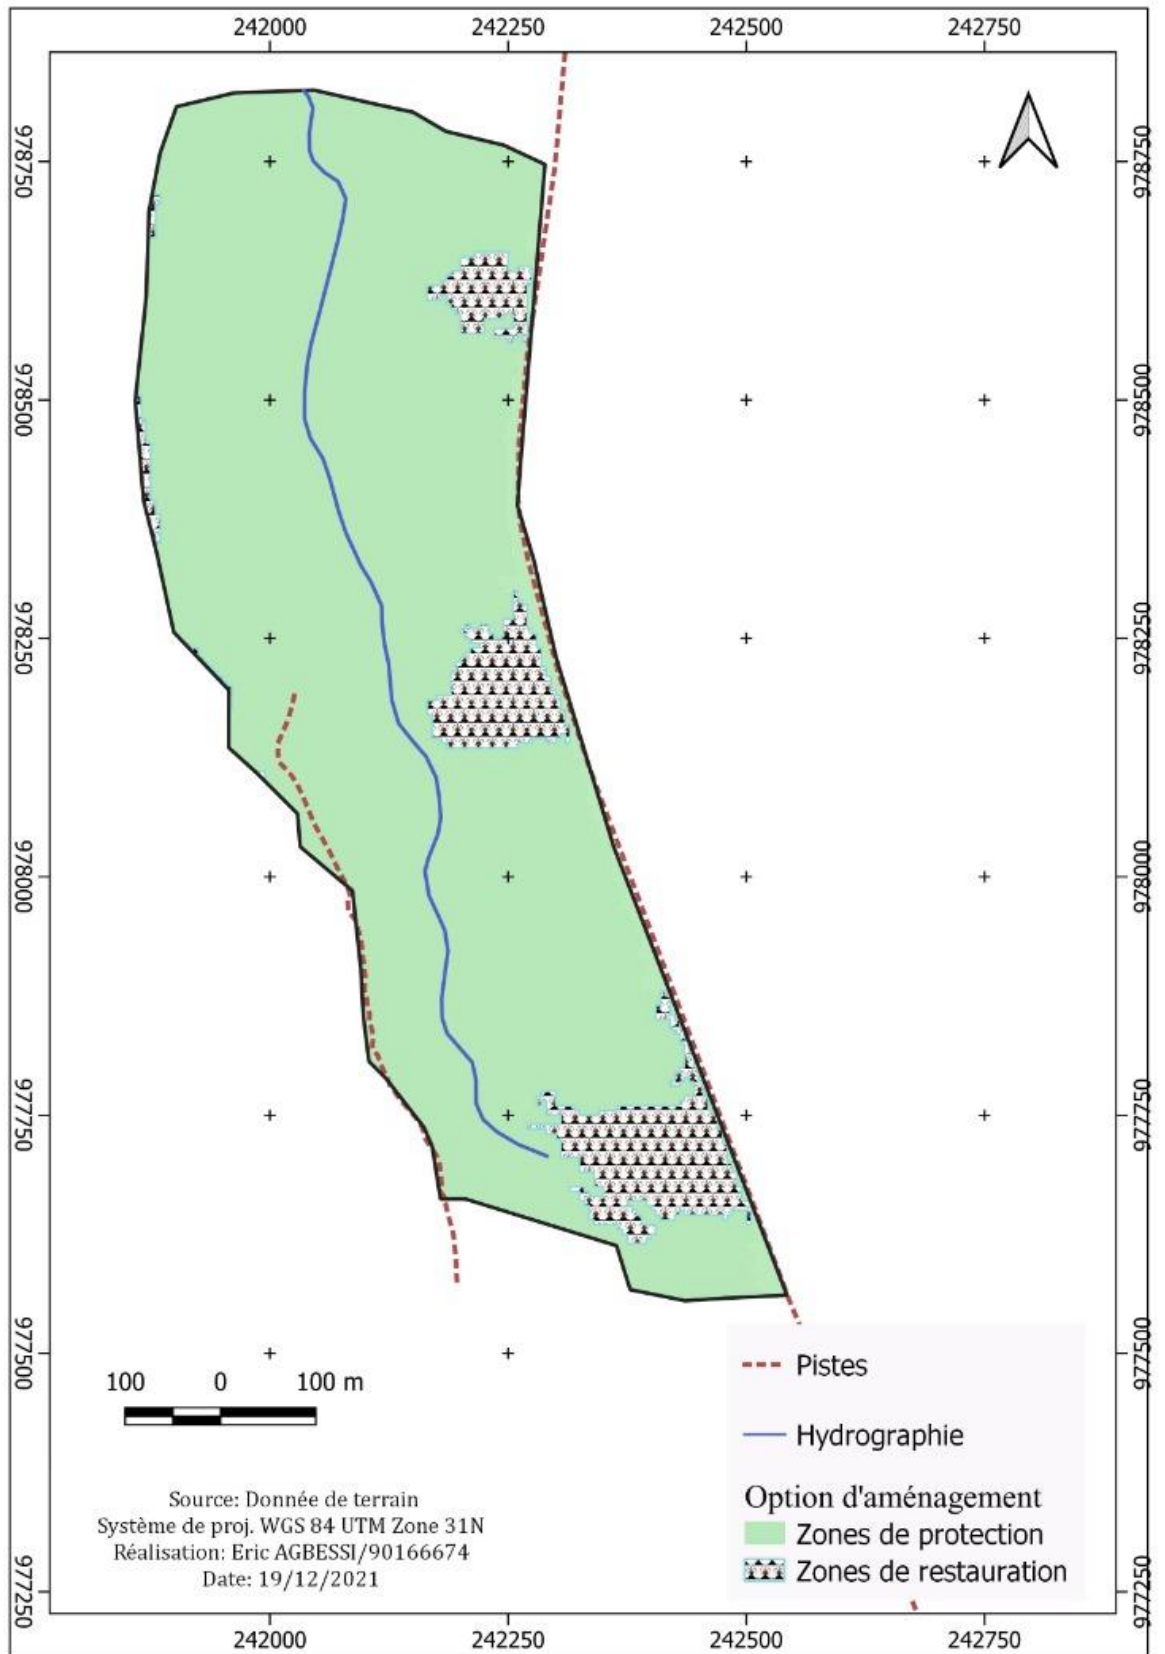 242000 242250 242500 242750
978750 978750
978500 978500
978250 978250
978000 978000
977750 977750
977500 977500
100 0 100 m
Pistes
Hydrographie
Option d'aménagement
Zones de protection
Zones de restauration
Source: Donnée de terrain
Système de proj. WGS 84 UTM Zone 31N
Réalisation: Eric AGBESSI/90166674
Date: 19/12/2021
977250 977250
242000 242250 242500 242750